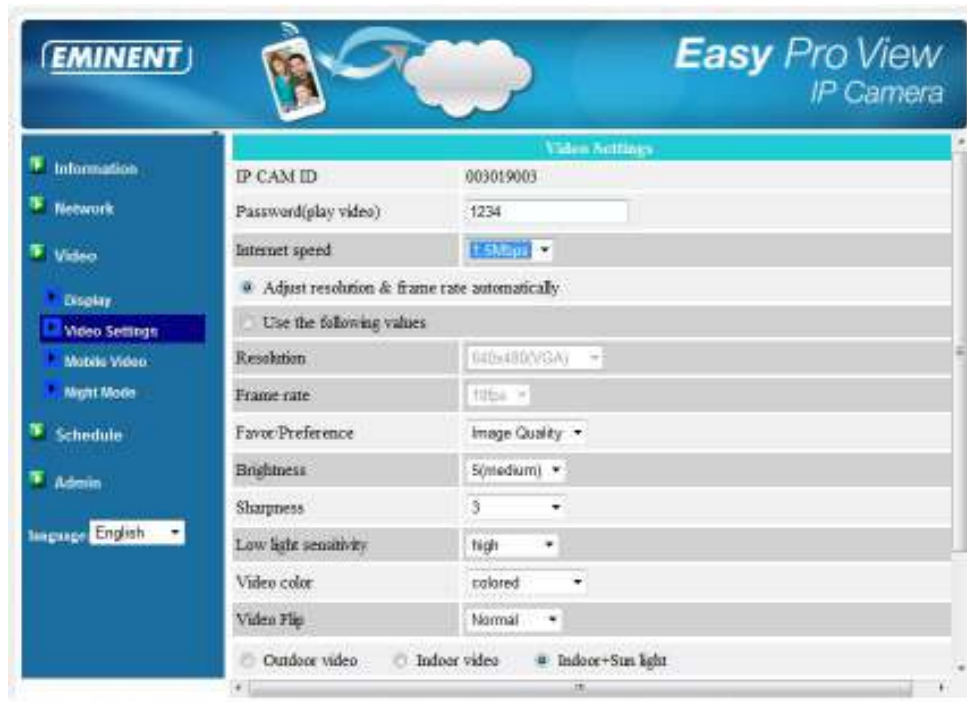 EMINENT
Easy Pro View
IP Camera
Information
Network
Video
Display
Video Settings
Mobile Video
Night Mode
Schedule
Admin
language English
Video Settings
IP CAM ID 003019003
Password(play video) 1234
Internet speed 1.5Mbps
Adjust resolution & frame rate automatically
Use the following values
Resolution 640x480(VGA)
Frame rate
Favor/Preference Image Quality
Brightness 5(medium)
Sharpness 3
Low light sensitivity high
Video color colored
Video Flip Normal
Outdoor video Indoor video Indoor+Sun light